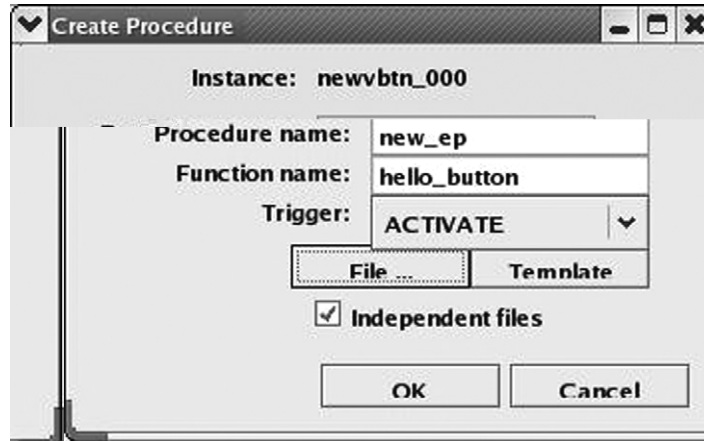 Create Procedure
Instance: newvbtn_000
Procedure name: new_ep
Function name: hello_button
Trigger: ACTIVATE
File ... Template
Independent files
OK Cancel